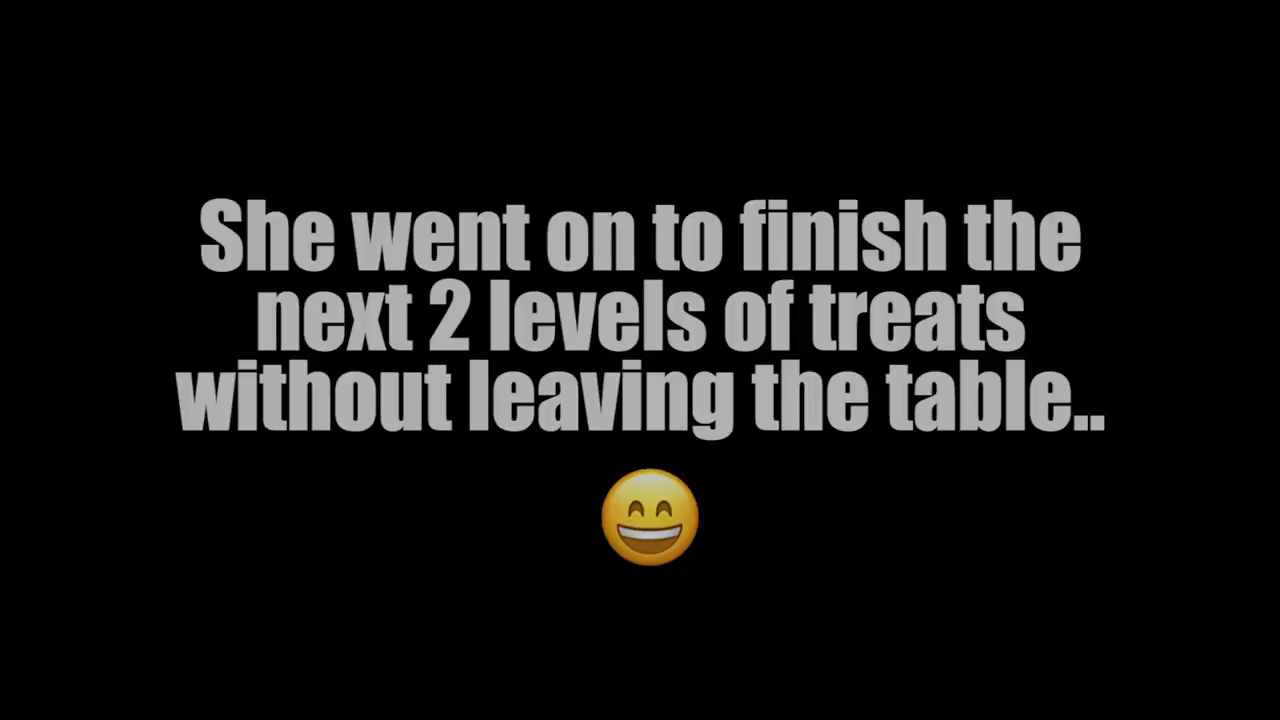 She went on to finish the
next 2 levels of treats
without leaving the table..
😄